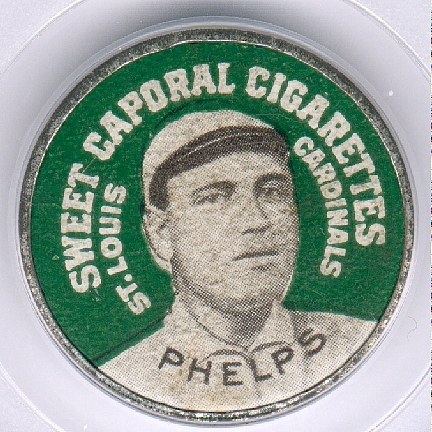 SWEET CAPORAL CIGARETTES
ST. LOUIS
CARDINALS
PHELPS